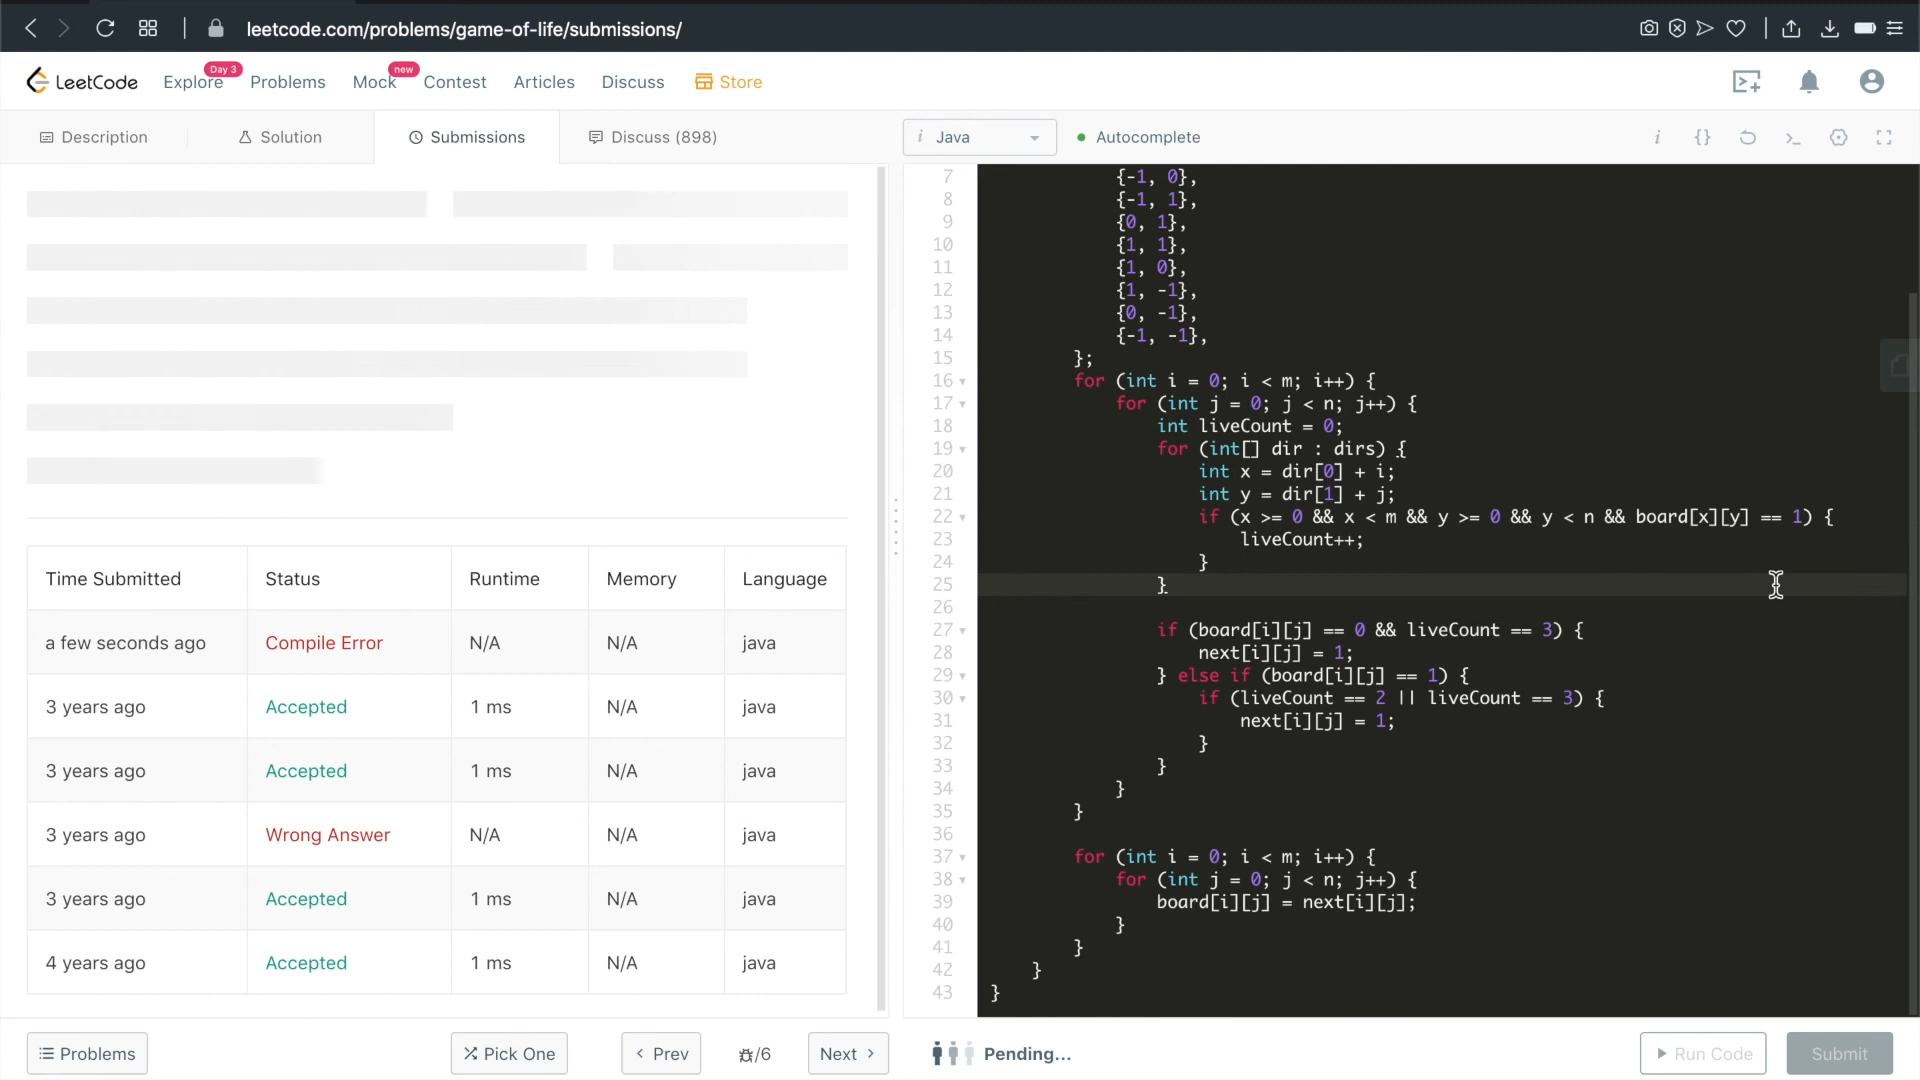 leetcode.com/problems/game-of-life/submissions/
LeetCode Explore Day 3 Problems Mock new Contest Articles Discuss Store
Description Solution Submissions Discuss (898)
i Java Autocomplete i {} >_
7 {-1, 0},
8 {-1, 1},
9 {0, 1},
10 {1, 1},
11 {1, 0},
12 {1, -1},
13 {0, -1},
14 {-1, -1},
15 };
16 for (int i = 0; i < m; i++) {
17 for (int j = 0; j < n; j++) {
18 int liveCount = 0;
19 for (int[] dir : dirs) {
20 int x = dir[0] + i;
21 int y = dir[1] + j;
22 if (x >= 0 && x < m && y >= 0 && y < n && board[x][y] == 1) {
23 liveCount++;
24 }
25 }
26
27 if (board[i][j] == 0 && liveCount == 3) {
28 next[i][j] = 1;
29 } else if (board[i][j] == 1) {
30 if (liveCount == 2 || liveCount == 3) {
31 next[i][j] = 1;
32 }
33 }
34 }
35 }
36
37 for (int i = 0; i < m; i++) {
38 for (int j = 0; j < n; j++) {
39 board[i][j] = next[i][j];
40 }
41 }
42 }
43 }
Time Submitted Status Runtime Memory Language
a few seconds ago Compile Error N/A N/A java
3 years ago Accepted 1 ms N/A java
3 years ago Accepted 1 ms N/A java
3 years ago Wrong Answer N/A N/A java
3 years ago Accepted 1 ms N/A java
4 years ago Accepted 1 ms N/A java
Problems Pick One < Prev /6 Next > Pending... Run Code Submit